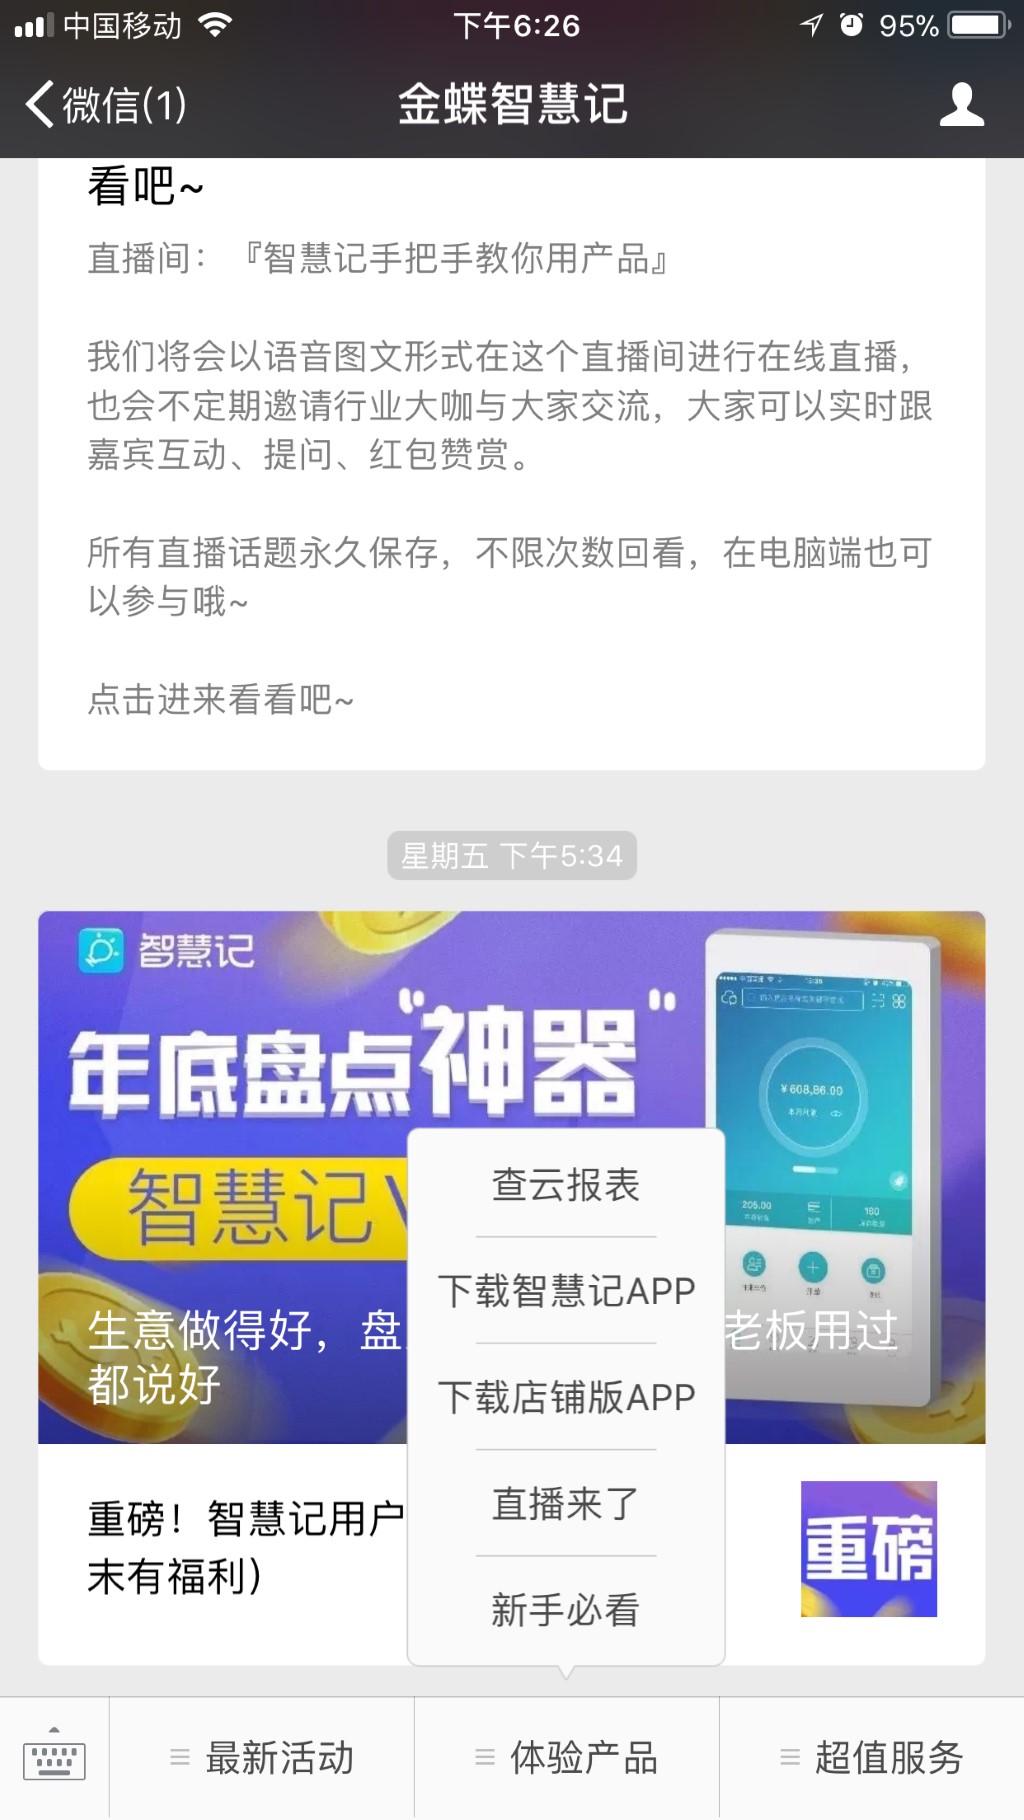 中国移动
下午6:26
95%
微信(1)
金蝶智慧记
看吧~
直播间：『智慧记手把手教你用产品』
我们将会以语音图文形式在这个直播间进行在线直播，
也会不定期邀请行业大咖与大家交流，大家可以实时跟
嘉宾互动、提问、红包赞赏。
所有直播话题永久保存，不限次数回看，在电脑端也可
以参与哦~
点击进来看看吧~
星期五 下午5:34
智慧记
年底盘点“神器”
智慧记V
¥608,86.00
205.00
180
生意做得好，盘
老板用过
都说好
查云报表
下载智慧记APP
下载店铺版APP
直播来了
新手必看
重磅！智慧记用户
末有福利）
重磅
最新活动
体验产品
超值服务